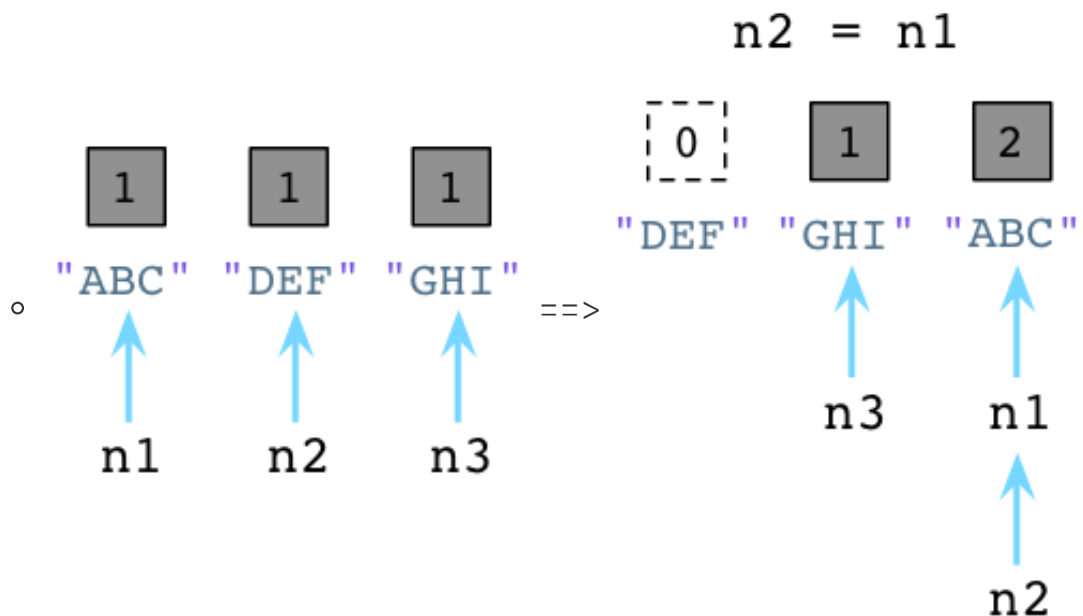 n2 = n1
1 1 1
"ABC" "DEF" "GHI"
n1 n2 n3
==>
0 1 2
"DEF" "GHI" "ABC"
n3 n1
n2